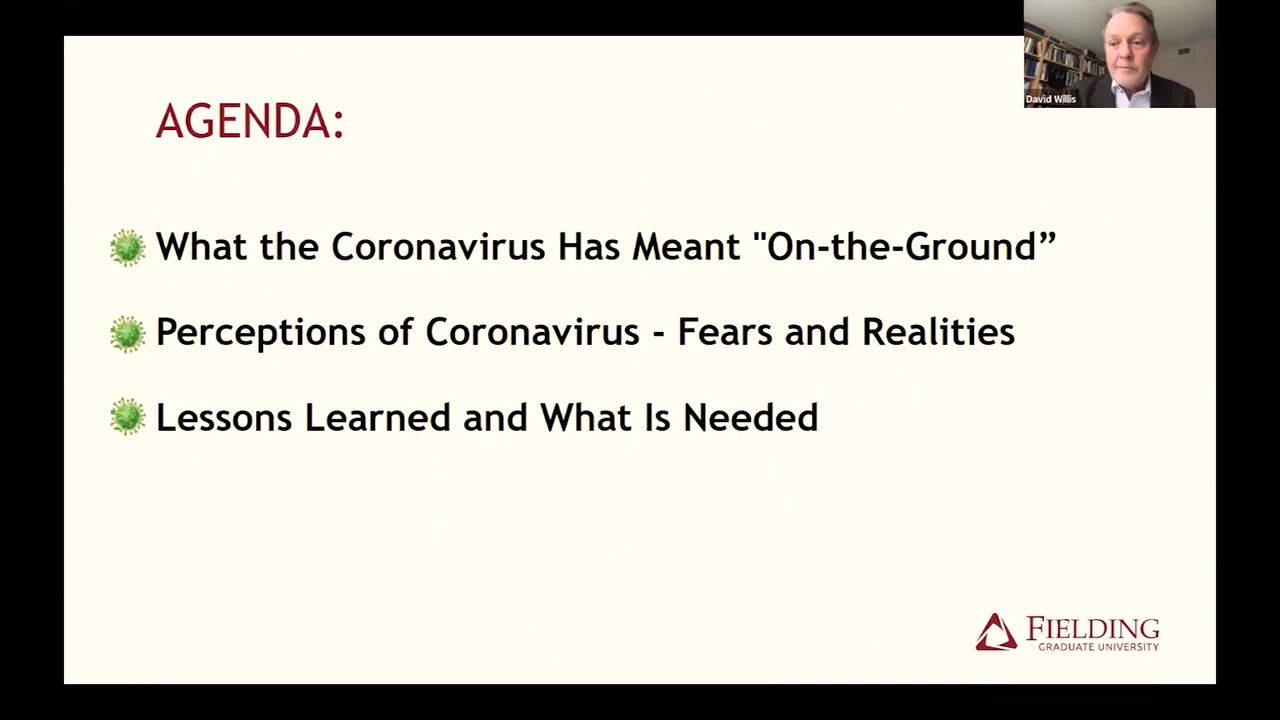 David Willis
AGENDA:
What the Coronavirus Has Meant "On-the-Ground”
Perceptions of Coronavirus - Fears and Realities
Lessons Learned and What Is Needed
FIELDING
GRADUATE UNIVERSITY